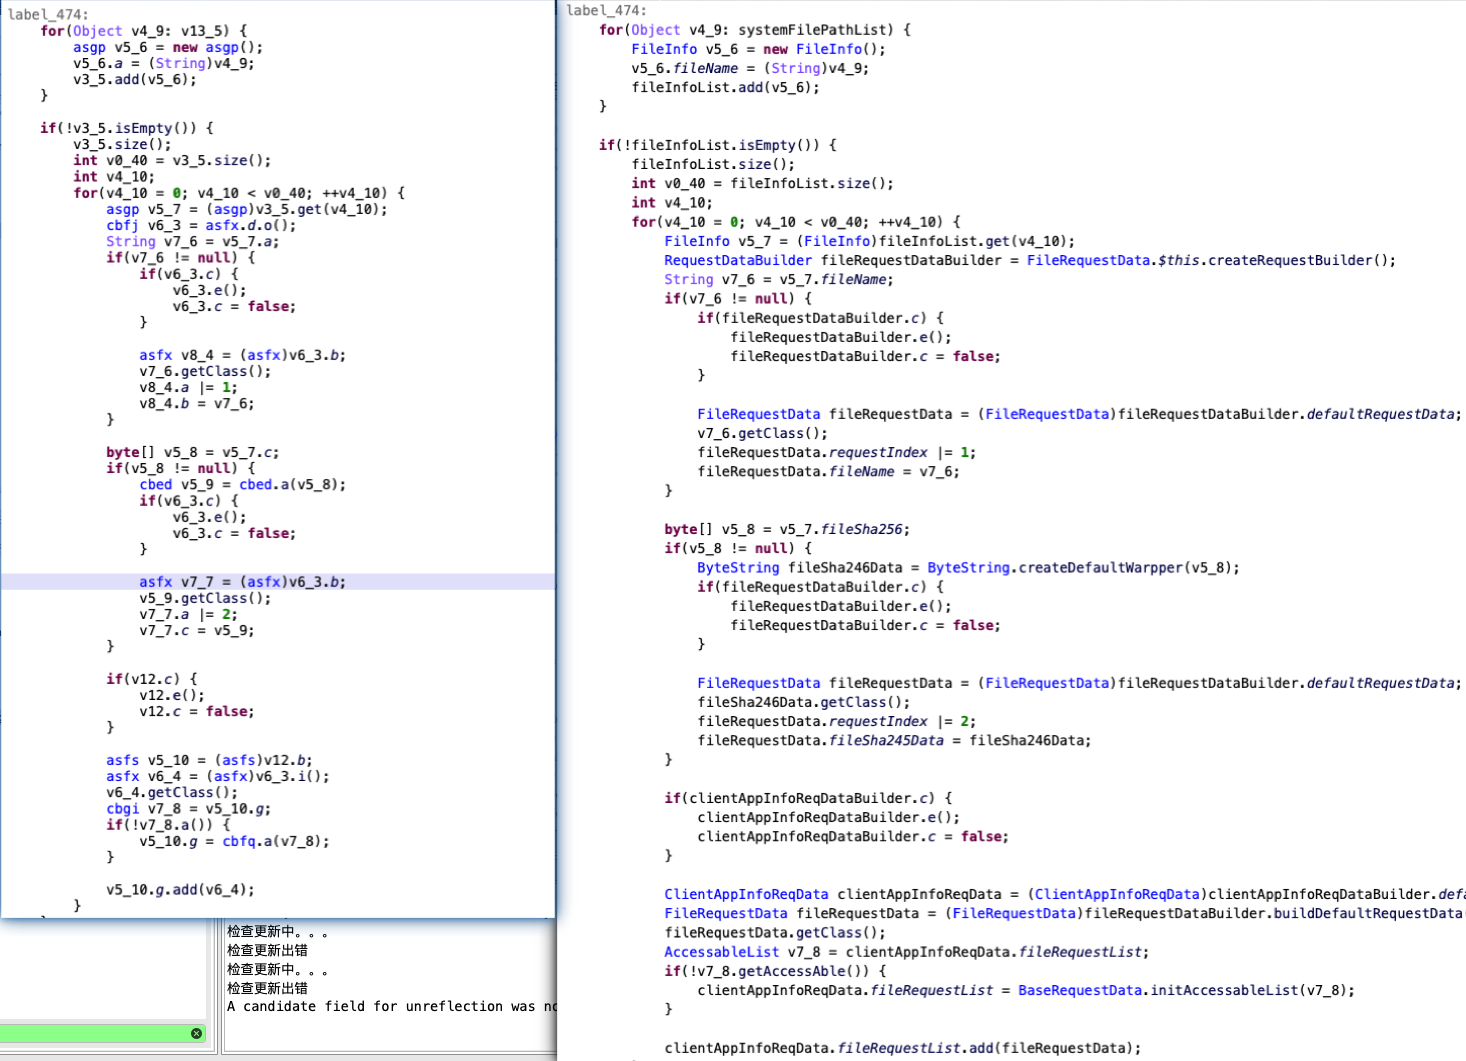 label_474:
for(Object v4_9: v13_5) {
asgp v5_6 = new asgp();
v5_6.a = (String)v4_9;
v3_5.add(v5_6);
}
if(!v3_5.isEmpty()) {
v3_5.size();
int v0_40 = v3_5.size();
int v4_10;
for(v4_10 = 0; v4_10 < v0_40; ++v4_10) {
asgp v5_7 = (asgp)v3_5.get(v4_10);
cbfj v6_3 = asfx.d.o();
String v7_6 = v5_7.a;
if(v7_6 != null) {
if(v6_3.c) {
v6_3.e();
v6_3.c = false;
}
asfx v8_4 = (asfx)v6_3.b;
v7_6.getClass();
v8_4.a |= 1;
v8_4.b = v7_6;
}
byte[] v5_8 = v5_7.c;
if(v5_8 != null) {
cbed v5_9 = cbed.a(v5_8);
if(v6_3.c) {
v6_3.e();
v6_3.c = false;
}
asfx v7_7 = (asfx)v6_3.b;
v5_9.getClass();
v7_7.a |= 2;
v7_7.c = v5_9;
}
if(v12.c) {
v12.e();
v12.c = false;
}
asfs v5_10 = (asfs)v12.b;
asfx v6_4 = (asfx)v6_3.i();
v6_4.getClass();
cbgi v7_8 = v5_10.g;
if(!v7_8.a()) {
v5_10.g = cbfq.a(v7_8);
}
v5_10.g.add(v6_4);
}
检查更新中。。。
检查更新出错
检查更新中。。。
检查更新出错
A candidate field for unreflection was
label_474:
for(Object v4_9: systemFilePathList) {
FileInfo v5_6 = new FileInfo();
v5_6.fileName = (String)v4_9;
fileInfoList.add(v5_6);
}
if(!fileInfoList.isEmpty()) {
fileInfoList.size();
int v0_40 = fileInfoList.size();
int v4_10;
for(v4_10 = 0; v4_10 < v0_40; ++v4_10) {
FileInfo v5_7 = (FileInfo)fileInfoList.get(v4_10);
RequestDataBuilder fileRequestDataBuilder = FileRequestData.$this.createRequestBuilder();
String v7_6 = v5_7.fileName;
if(v7_6 != null) {
if(fileRequestDataBuilder.c) {
fileRequestDataBuilder.e();
fileRequestDataBuilder.c = false;
}
FileRequestData fileRequestData = (FileRequestData)fileRequestDataBuilder.defaultRequestData;
v7_6.getClass();
fileRequestData.requestIndex |= 1;
fileRequestData.fileName = v7_6;
}
byte[] v5_8 = v5_7.fileSha256;
if(v5_8 != null) {
ByteString fileSha246Data = ByteString.createDefaultWarpper(v5_8);
if(fileRequestDataBuilder.c) {
fileRequestDataBuilder.e();
fileRequestDataBuilder.c = false;
}
FileRequestData fileRequestData = (FileRequestData)fileRequestDataBuilder.defaultRequestData;
fileSha246Data.getClass();
fileRequestData.requestIndex |= 2;
fileRequestData.fileSha245Data = fileSha246Data;
}
if(clientAppInfoReqDataBuilder.c) {
clientAppInfoReqDataBuilder.e();
clientAppInfoReqDataBuilder.c = false;
}
ClientAppInfoReqData clientAppInfoReqData = (ClientAppInfoReqData)clientAppInfoReqDataBuilder.defa
FileRequestData fileRequestData = (FileRequestData)fileRequestDataBuilder.buildDefaultRequestData(
fileRequestData.getClass();
AccessableList v7_8 = clientAppInfoReqData.fileRequestList;
if(!v7_8.getAccessAble()) {
clientAppInfoReqData.fileRequestList = BaseRequestData.initAccessableList(v7_8);
}
clientAppInfoReqData.fileRequestList.add(fileRequestData);